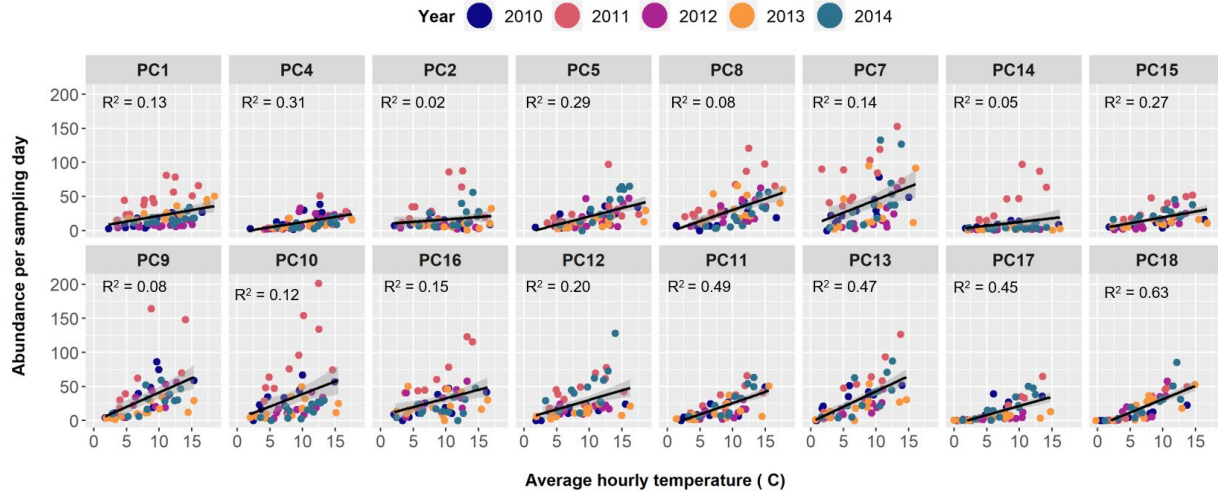 Year 2010 2011 2012 2013 2014
PC1 PC4 PC2 PC5 PC8 PC7 PC14 PC15
R² = 0.13 R² = 0.31 R² = 0.02 R² = 0.29 R² = 0.08 R² = 0.14 R² = 0.05 R² = 0.27
200
150
100
50
0
PC9 PC10 PC16 PC12 PC11 PC13 PC17 PC18
R² = 0.08 R² = 0.12 R² = 0.15 R² = 0.20 R² = 0.49 R² = 0.47 R² = 0.45 R² = 0.63
200
150
100
50
0
0 5 10 15 0 5 10 15 0 5 10 15 0 5 10 15 0 5 10 15 0 5 10 15 0 5 10 15 0 5 10 15
Abundance per sampling day
Average hourly temperature ( C)